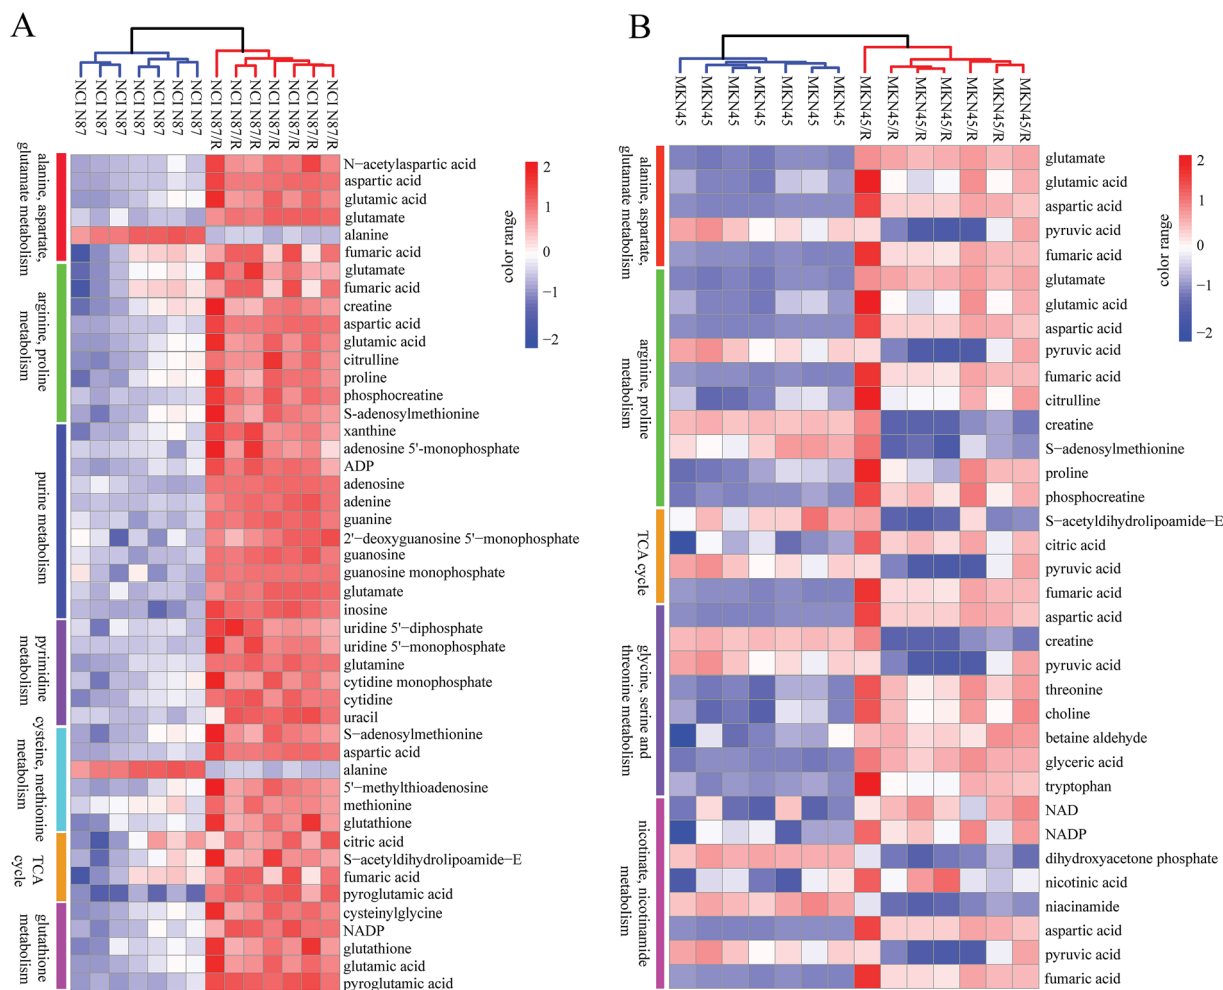 A
NCI N87
NCI N87
NCI N87
NCI N87
NCI N87
NCI N87
NCI N87
NCI N87/R
NCI N87/R
NCI N87/R
NCI N87/R
NCI N87/R
NCI N87/R
NCI N87/R
alanine, aspartate,
glutamate metabolism
arginine, proline
metabolism
purine metabolism
pyrimidine
metabolism
cysteine, methionine
metabolism
TCA
cycle
glutathione
metabolism
N−acetylaspartic acid
aspartic acid
glutamic acid
glutamate
alanine
fumaric acid
glutamate
fumaric acid
creatine
aspartic acid
glutamic acid
citrulline
proline
phosphocreatine
S-adenosylmethionine
xanthine
adenosine 5'-monophosphate
ADP
adenosine
adenine
guanine
2'−deoxyguanosine 5'−monophosphate
guanosine
guanosine monophosphate
glutamate
inosine
uridine 5'−diphosphate
uridine 5'−monophosphate
glutamine
cytidine monophosphate
cytidine
uracil
S−adenosylmethionine
aspartic acid
alanine
5'−methylthioadenosine
methionine
glutathione
citric acid
S−acetyldihydrolipoamide−E
fumaric acid
pyroglutamic acid
cysteinylglycine
NADP
glutathione
glutamic acid
pyroglutamic acid
2
1
0
−1
−2
color range
B
MKN45
MKN45
MKN45
MKN45
MKN45
MKN45
MKN45
MKN45/R
MKN45/R
MKN45/R
MKN45/R
MKN45/R
MKN45/R
MKN45/R
alanine, aspartate,
glutamate metabolism
arginine, proline
metabolism
TCA cycle
glycine, serine and
threonine metabolism
nicotinate, nicotinamide
metabolism
glutamate
glutamic acid
aspartic acid
pyruvic acid
fumaric acid
glutamate
glutamic acid
aspartic acid
pyruvic acid
fumaric acid
citrulline
creatine
S−adenosylmethionine
proline
phosphocreatine
S−acetyldihydrolipoamide−E
citric acid
pyruvic acid
fumaric acid
aspartic acid
creatine
pyruvic acid
threonine
choline
betaine aldehyde
glyceric acid
tryptophan
NAD
NADP
dihydroxyacetone phosphate
nicotinic acid
niacinamide
aspartic acid
pyruvic acid
fumaric acid
2
1
0
−1
−2
color range